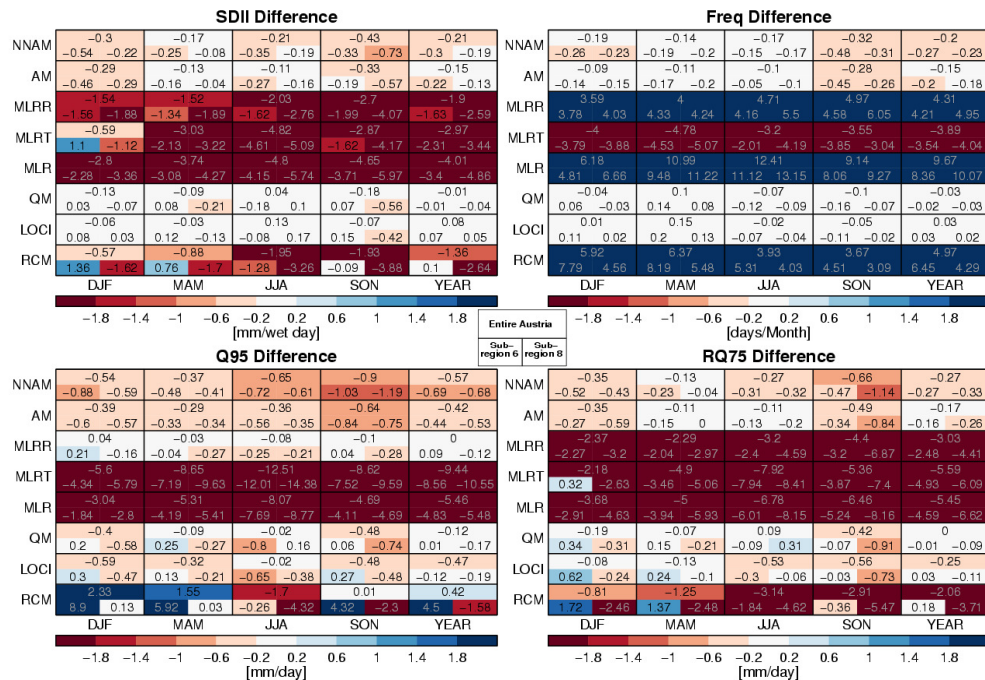 SDII Difference
NNAM −0.3 −0.17 −0.21 −0.43 −0.21
−0.54 −0.22 −0.25 −0.08 −0.35 −0.19 −0.33 −0.73 −0.3 −0.19
AM −0.29 −0.13 −0.11 −0.33 −0.15
−0.46 −0.29 −0.16 −0.04 −0.27 −0.16 −0.19 −0.57 −0.22 −0.13
MLRR −1.54 −1.52 −2.03 −2.7 −1.9
−1.56 −1.88 −1.34 −1.89 −1.62 −2.76 −1.99 −4.07 −1.63 −2.59
MLRT −0.59 −3.03 −4.82 −2.87 −2.97
1.1 −1.12 −2.13 −3.22 −4.61 −5.09 −1.62 −4.17 −2.31 −3.44
MLR −2.8 −3.74 −4.8 −4.65 −4.01
−2.28 −3.36 −3.08 −4.27 −4.15 −5.74 −3.71 −5.97 −3.4 −4.86
QM −0.13 −0.09 0.04 −0.18 −0.01
0.03 −0.07 0.08 −0.21 −0.18 0.1 0.07 −0.56 −0.01 −0.04
LOCI −0.06 −0.03 0.13 −0.07 0.08
0.08 0.03 0.12 −0.13 −0.08 0.17 0.15 −0.42 0.07 0.05
RCM −0.57 −0.88 −1.95 −1.93 −1.36
1.36 −1.62 0.76 −1.7 −1.28 −3.26 −0.09 −3.88 0.1 −2.64
DJF MAM JJA SON YEAR
−1.8 −1.4 −1 −0.6 −0.2 0.2 0.6 1 1.4 1.8
[mm/wet day]
Freq Difference
NNAM −0.19 −0.14 −0.17 −0.32 −0.2
−0.26 −0.23 −0.19 −0.2 −0.15 −0.17 −0.48 −0.31 −0.27 −0.23
AM −0.09 −0.11 −0.05 −0.28 −0.15
−0.14 −0.15 −0.17 −0.2 −0.1 −0.1 −0.45 −0.26 −0.2 −0.18
MLRR 3.59 4 4.71 4.97 4.31
3.78 4.03 4.33 4.24 4.16 5.5 4.58 6.05 4.21 4.95
MLRT −4 −4.78 −3.2 −3.55 −3.89
−3.79 −3.88 −4.53 −5.07 −2.01 −4.19 −3.85 −3.04 −3.54 −4.04
MLR 6.18 10.99 12.41 9.14 9.67
4.81 6.66 9.48 11.22 11.12 13.15 8.06 9.27 8.36 10.07
QM −0.04 0.1 −0.07 −0.1 −0.03
0.06 −0.03 0.14 0.08 −0.12 −0.05 −0.16 −0.07 −0.02 −0.03
LOCI 0.01 0.15 −0.02 −0.05 0.03
0.11 0.02 0.2 0.13 −0.04 0.01 −0.11 −0.02 0.03 0.02
RCM 5.92 6.37 3.93 3.67 4.97
7.79 4.56 8.19 5.48 5.31 4.03 4.51 3.09 6.45 4.29
DJF MAM JJA SON YEAR
−1.8 −1.4 −1 −0.6 −0.2 0.2 0.6 1 1.4 1.8
[days/Month]
Entire Austria
Sub−
region 6
Sub−
region 8
Q95 Difference
NNAM −0.54 −0.37 −0.65 −0.9 −0.57
−0.88 −0.59 −0.48 −0.41 −0.72 −0.61 −1.03 −1.19 −0.69 −0.68
AM −0.39 −0.29 −0.36 −0.64 −0.42
−0.6 −0.57 −0.33 −0.34 −0.56 −0.35 −0.84 −0.75 −0.44 −0.53
MLRR 0.04 −0.03 −0.08 −0.1 0
0.21 −0.16 −0.04 −0.27 −0.25 −0.21 0.04 −0.28 0.09 −0.12
MLRT −5.6 −8.65 −12.51 −8.62 −9.44
−4.34 −5.79 −7.19 −9.63 −12.01 −14.38 −7.52 −9.59 −8.56 −10.55
MLR −3.04 −5.31 −8.07 −4.69 −5.46
−1.84 −2.8 −4.19 −5.41 −7.69 −8.77 −4.11 −4.69 −4.83 −5.48
QM −0.4 −0.09 −0.02 −0.48 −0.12
0.2 −0.58 0.25 −0.27 −0.8 0.16 0.06 −0.74 0.01 −0.17
LOCI −0.59 −0.32 −0.02 −0.48 −0.47
0.3 −0.47 0.13 −0.21 −0.65 −0.38 0.27 −0.48 −0.12 −0.19
RCM 2.33 1.55 −1.7 0.01 0.42
8.9 0.13 5.92 0.03 −0.26 −4.32 4.32 −2.3 4.5 −1.58
DJF MAM JJA SON YEAR
−1.8 −1.4 −1 −0.6 −0.2 0.2 0.6 1 1.4 1.8
[mm/day]
RQ75 Difference
NNAM −0.35 −0.13 −0.27 −0.66 −0.27
−0.52 −0.43 −0.23 −0.04 −0.31 −0.32 −0.47 −1.14 −0.27 −0.33
AM −0.35 −0.11 −0.11 −0.49 −0.17
−0.27 −0.59 −0.15 0 −0.13 −0.2 −0.34 −0.84 −0.16 −0.26
MLRR −2.37 −2.29 −3.2 −4.4 −3.03
−2.27 −3.2 −2.04 −2.97 −2.4 −4.59 −3.2 −6.87 −2.48 −4.41
MLRT −2.18 −4.9 −7.92 −5.36 −5.59
0.32 −2.63 −3.46 −5.06 −7.94 −8.41 −3.87 −7.4 −4.93 −6.09
MLR −3.68 −5 −6.78 −6.46 −5.45
−2.91 −4.63 −3.94 −5.93 −6.01 −8.15 −5.24 −8.16 −4.59 −6.62
QM −0.19 −0.07 0.09 −0.42 0
0.34 −0.31 0.15 −0.21 −0.09 0.31 −0.07 −0.91 −0.01 −0.09
LOCI −0.08 −0.13 −0.53 −0.56 −0.25
0.62 −0.24 0.24 −0.1 −0.3 −0.06 −0.03 −0.73 0.03 −0.11
RCM −0.81 −1.25 −3.14 −2.91 −2.06
1.72 −2.46 1.37 −2.48 −1.84 −4.62 −0.36 −5.47 0.18 −3.71
DJF MAM JJA SON YEAR
−1.8 −1.4 −1 −0.6 −0.2 0.2 0.6 1 1.4 1.8
[mm/day]